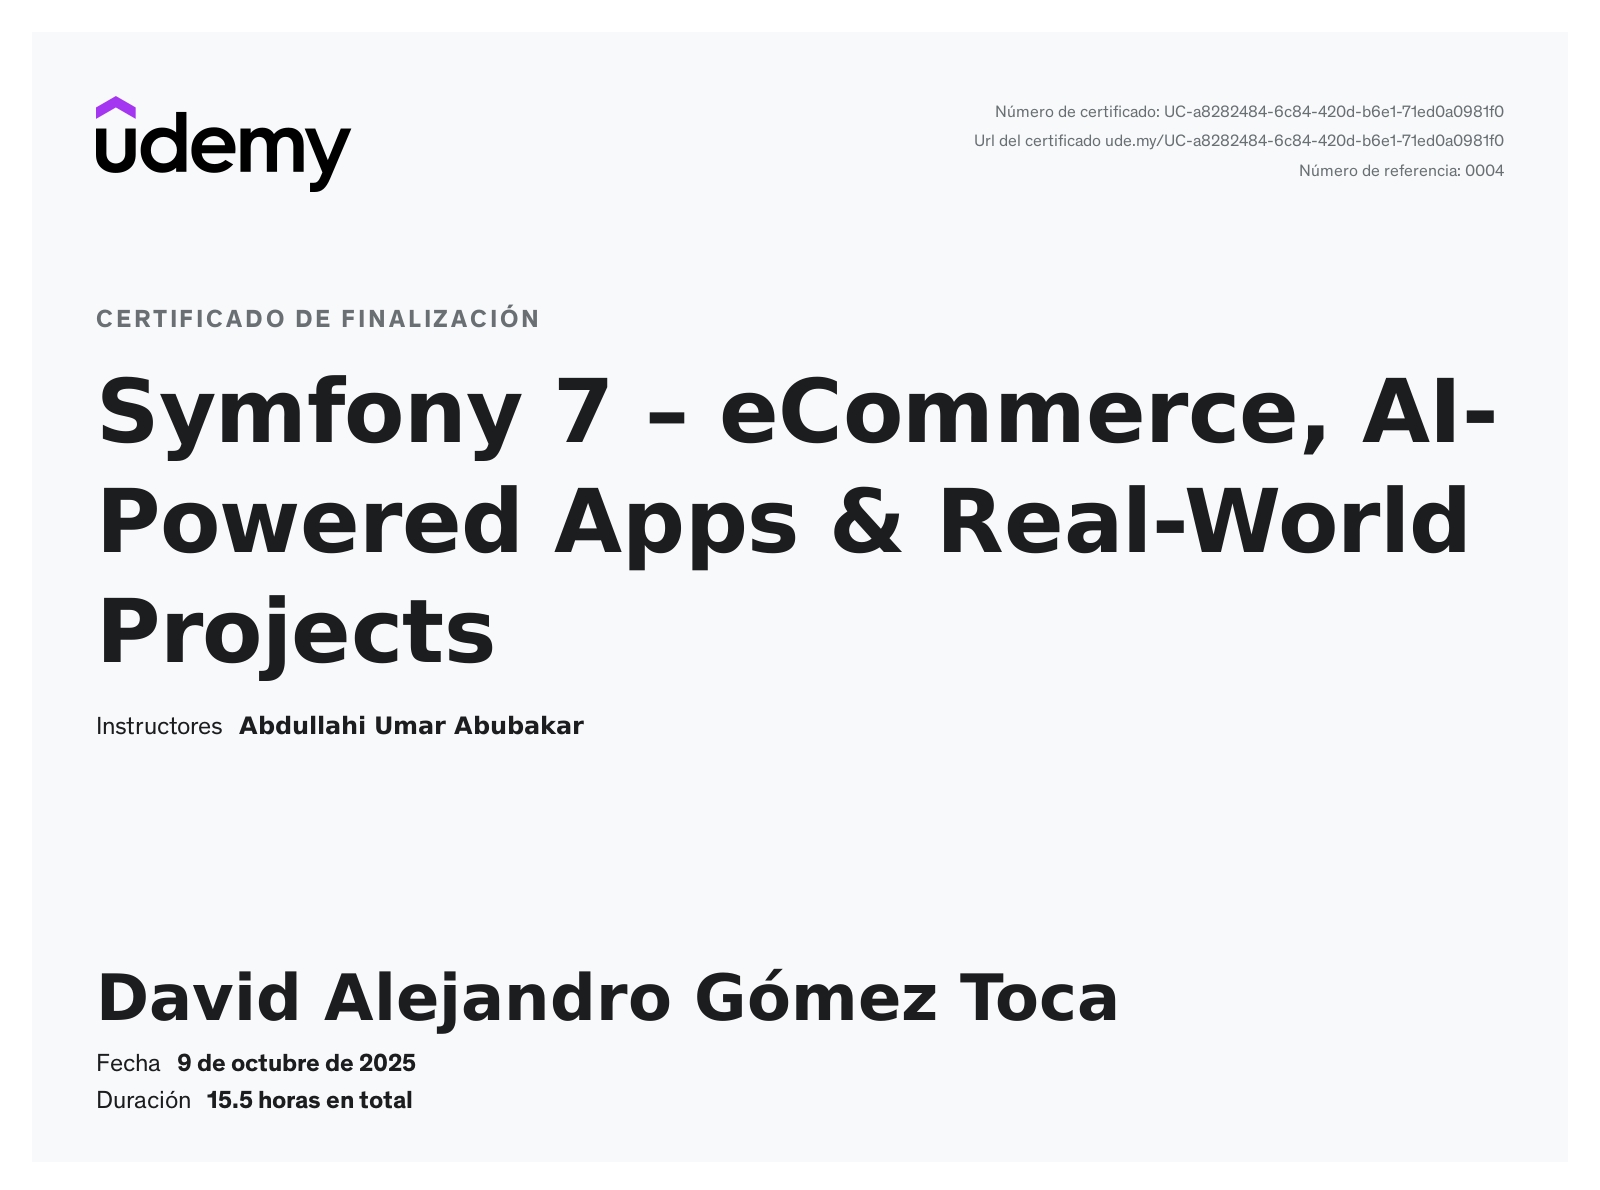 udemy
Número de certificado: UC-a8282484-6c84-420d-b6e1-71ed0a0981f0
Url del certificado ude.my/UC-a8282484-6c84-420d-b6e1-71ed0a0981f0
Número de referencia: 0004
CERTIFICADO DE FINALIZACIÓN
Symfony 7 – eCommerce, AI-
Powered Apps & Real-World
Projects
Instructores Abdullahi Umar Abubakar
David Alejandro Gómez Toca
Fecha 9 de octubre de 2025
Duración 15.5 horas en total